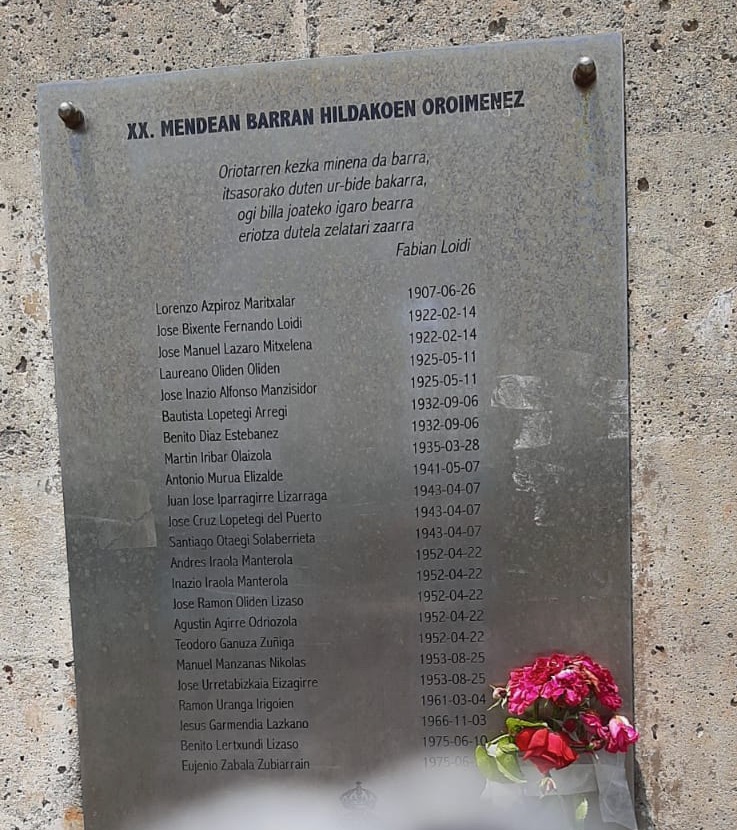 XX. MENDEAN BARRAN HILDAKOEN OROIMENEZ
Oriotarren kezka minena da barra,
itsasorako duten ur-bide bakarra,
ogi billa joateko igaro bearra
eriotza dutela zelatari zaarra
Fabian Loidi
Lorenzo Azpiroz Maritxalar 1907-06-26
Jose Bixente Fernando Loidi 1922-02-14
Jose Manuel Lazaro Mitxelena 1922-02-14
Laureano Oliden Oliden 1925-05-11
Jose Inazio Alfonso Manzisidor 1925-05-11
Bautista Lopetegi Arregi 1932-09-06
Benito Diaz Estebanez 1932-09-06
Martin Iribar Olaizola 1935-03-28
Antonio Murua Elizalde 1941-05-07
Juan Jose Iparragirre Lizarraga 1943-04-07
Jose Cruz Lopetegi del Puerto 1943-04-07
Santiago Otaegi Solaberrieta 1943-04-07
Andres Iraola Manterola 1952-04-22
Inazio Iraola Manterola 1952-04-22
Jose Ramon Oliden Lizaso 1952-04-22
Agustin Agirre Odriozola 1952-04-22
Teodoro Ganuza Zuñiga 1952-04-22
Manuel Manzanas Nikolas 1953-08-25
Jose Urretabizkaia Eizagirre 1953-08-25
Ramon Uranga Irigoien 1961-03-04
Jesus Garmendia Lazkano 1966-11-03
Benito Lertxundi Lizaso 1975-06-10
Eujenio Zabala Zubiarrain